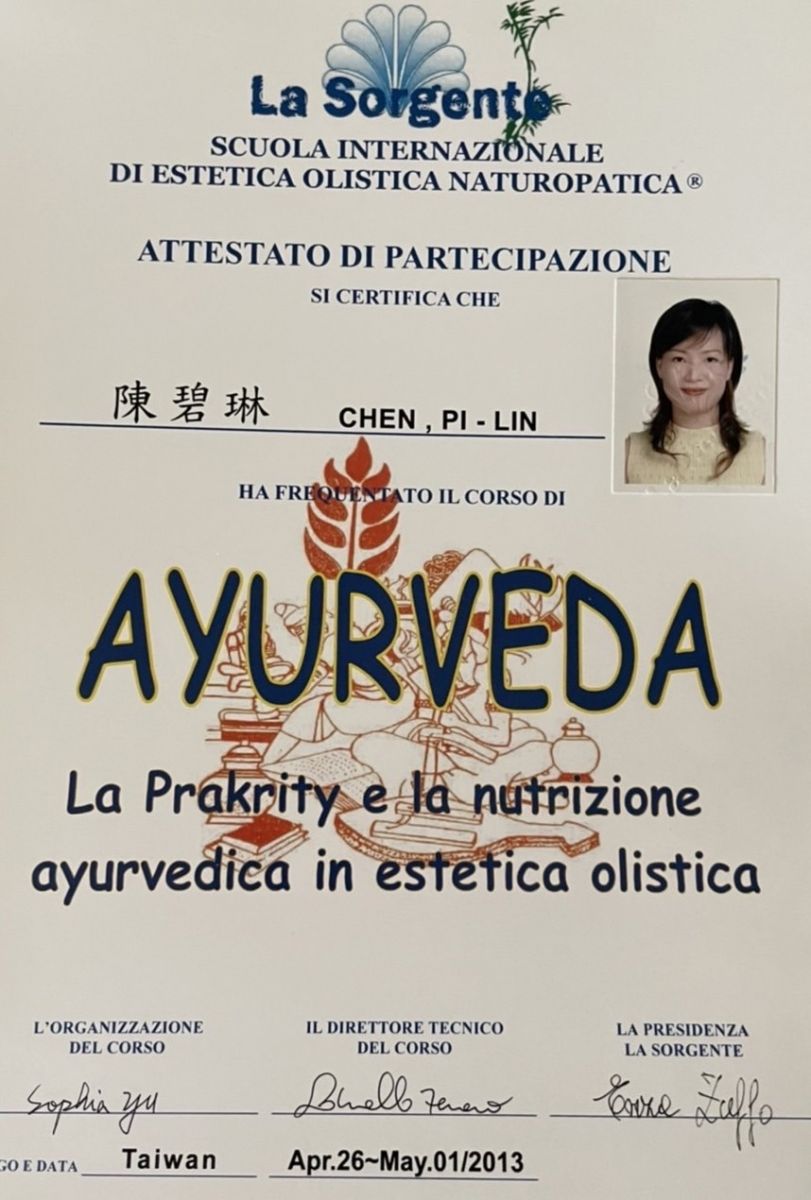 La Sorgente
SCUOLA INTERNAZIONALE
DI ESTETICA OLISTICA NATUROPATICA®
ATTESTATO DI PARTECIPAZIONE
SI CERTIFICA CHE
陳碧琳 CHEN , PI - LIN
HA FREQUENTATO IL CORSO DI
AYURVEDA
La Prakrity e la nutrizione
ayurvedica in estetica olistica
L'ORGANIZZAZIONE
DEL CORSO
IL DIRETTORE TECNICO
DEL CORSO
LA PRESIDENZA
LA SORGENTE
Sophia Yu
GO E DATA Taiwan Apr.26~May.01/2013